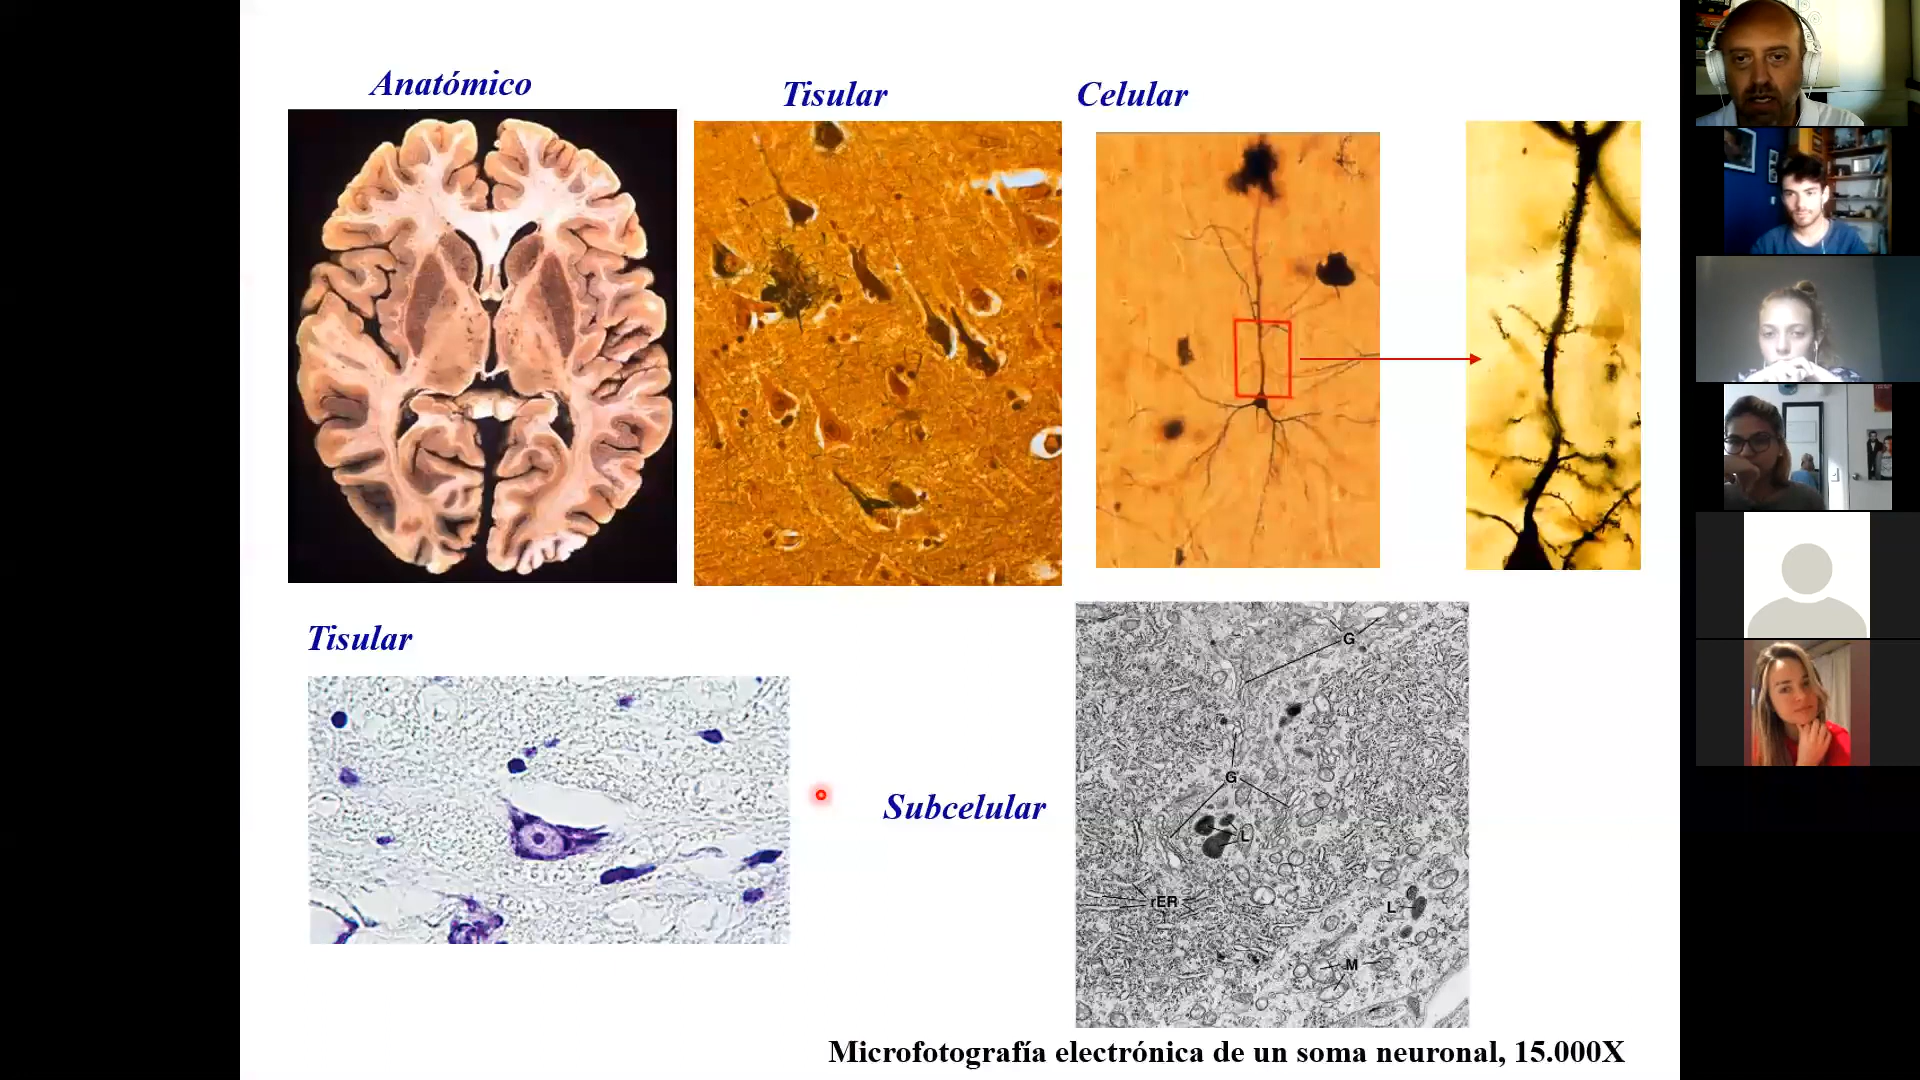 Anatómico
Tisular
Celular
Tisular
Subcelular
G
G
L
rER
L
M
Microfotografía electrónica de un soma neuronal, 15.000X